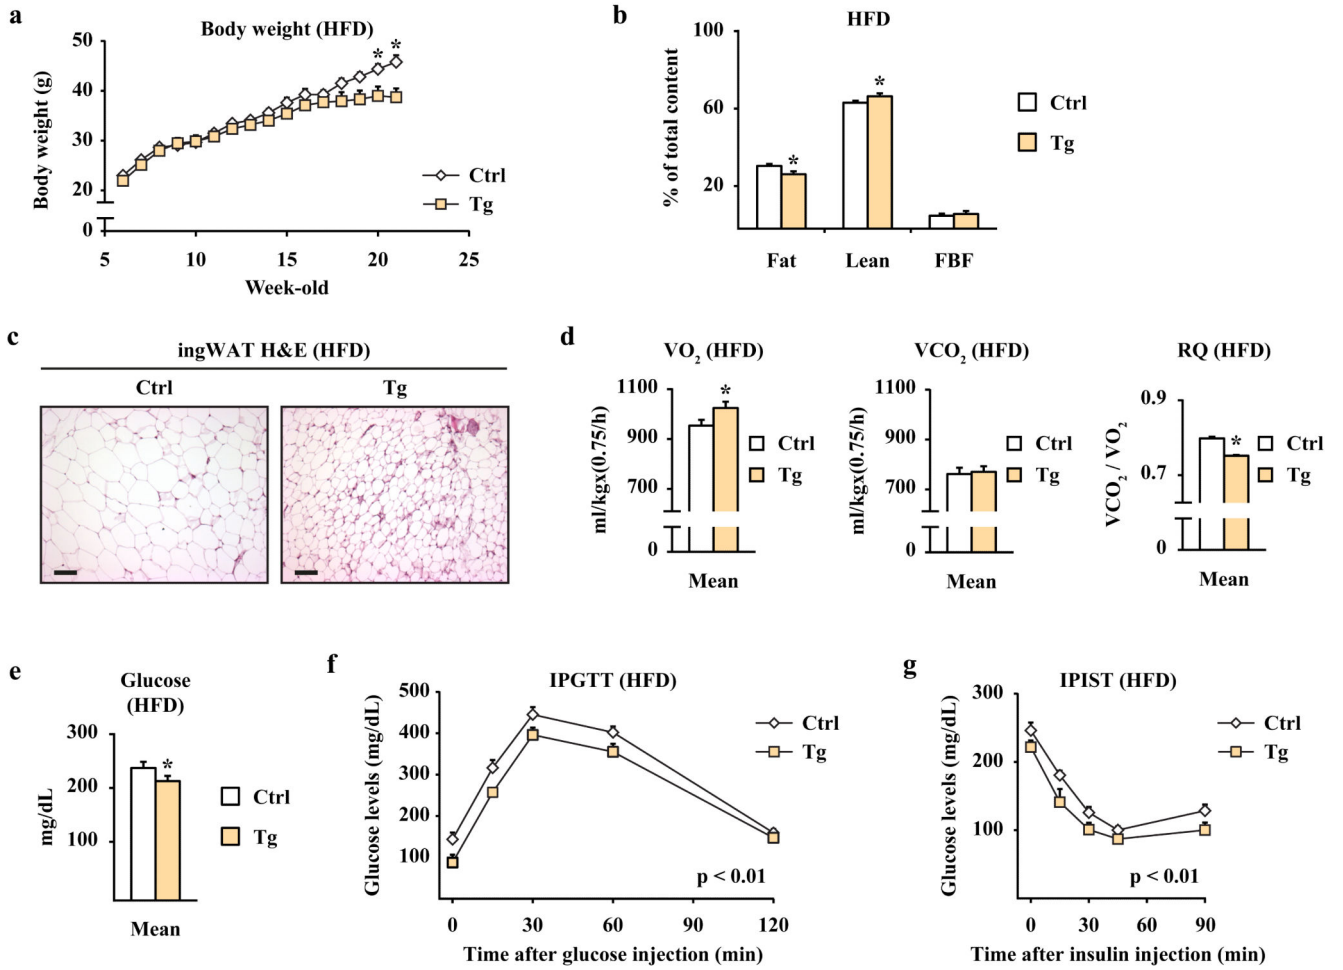 a
Body weight (HFD)
Body weight (g)
50
40
30
20
0
5
10
15
20
25
Week-old
* *
Ctrl
Tg
b
HFD
% of total content
100
60
20
*
*
Fat
Lean
FBF
Ctrl
Tg
c
ingWAT H&E (HFD)
Ctrl
Tg
d
VO2 (HFD)
ml/kgx(0.75/h)
1100
900
700
0
*
Ctrl
Tg
Mean
VCO2 (HFD)
ml/kgx(0.75/h)
1100
900
700
0
Ctrl
Tg
Mean
RQ (HFD)
VCO2 / VO2
0.9
0.7
0
*
Ctrl
Tg
Mean
e
Glucose
(HFD)
mg/dL
300
200
100
*
Ctrl
Tg
Mean
f
IPGTT (HFD)
Glucose levels (mg/dL)
500
400
300
200
100
0
30
60
90
120
Ctrl
Tg
p < 0.01
Time after glucose injection (min)
g
IPIST (HFD)
Glucose levels (mg/dL)
300
200
100
0
30
60
90
Ctrl
Tg
p < 0.01
Time after insulin injection (min)